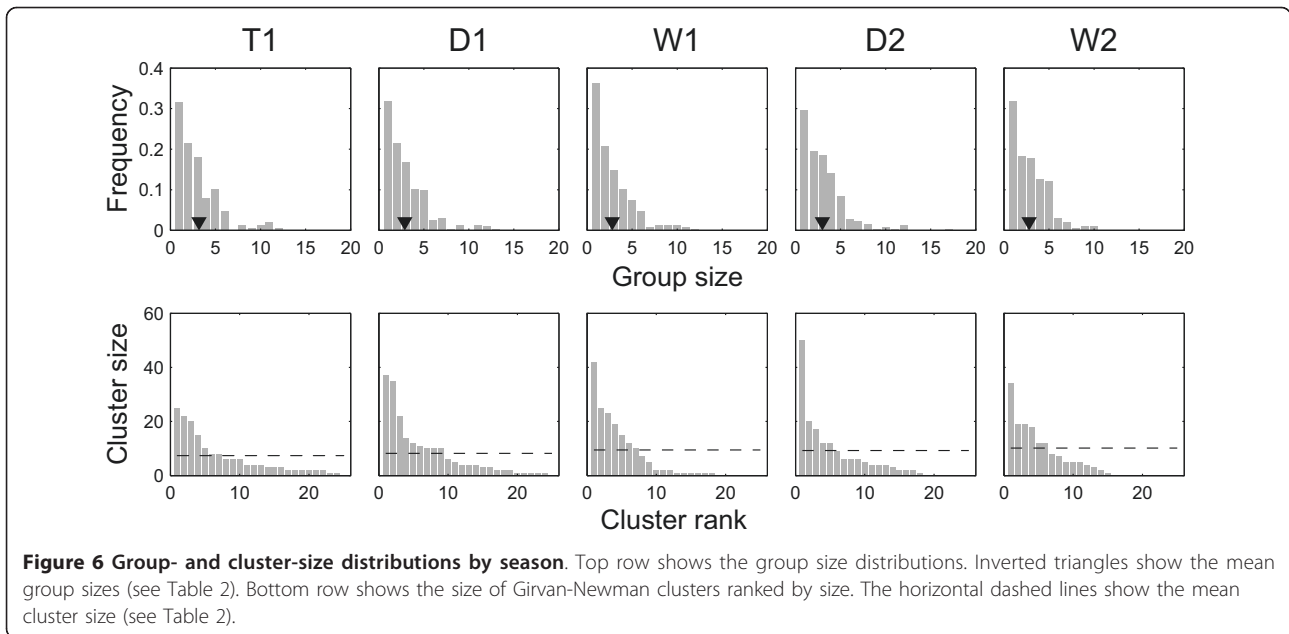 T1 D1 W1 D2 W2
Frequency
0.4
0.3
0.2
0.1
0
0 5 10 15 20 0 5 10 15 20 0 5 10 15 20 0 5 10 15 20 0 5 10 15 20
Group size
Cluster size
60
40
20
0
0 10 20 0 10 20 0 10 20 0 10 20 0 10 20
Cluster rank
Figure 6 Group- and cluster-size distributions by season. Top row shows the group size distributions. Inverted triangles show the mean
group sizes (see Table 2). Bottom row shows the size of Girvan-Newman clusters ranked by size. The horizontal dashed lines show the mean
cluster size (see Table 2).